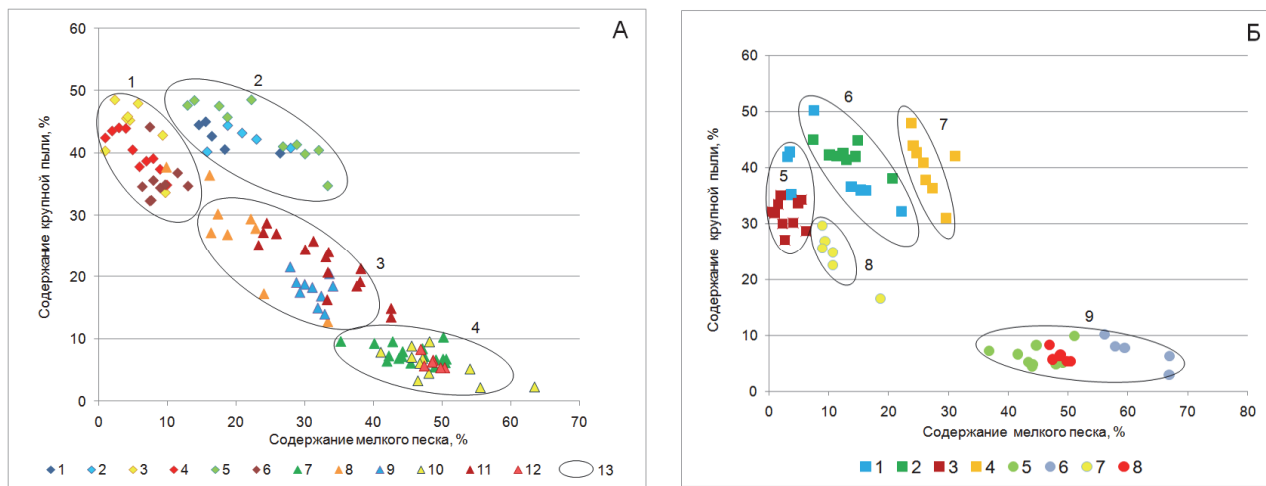 А
60
50
40
30
20
10
0
Содержание крупной пыли, %
1
2
3
4
0 10 20 30 40 50 60 70
Содержание мелкого песка, %
1 2 3 4 5 6 7 8 9 10 11 12 13
Б
60
50
40
30
20
10
0
Содержание крупной пыли, %
5
6
7
8
9
0 10 20 30 40 50 60 70 80
Содержание мелкого песка, %
1 2 3 4 5 6 7 8